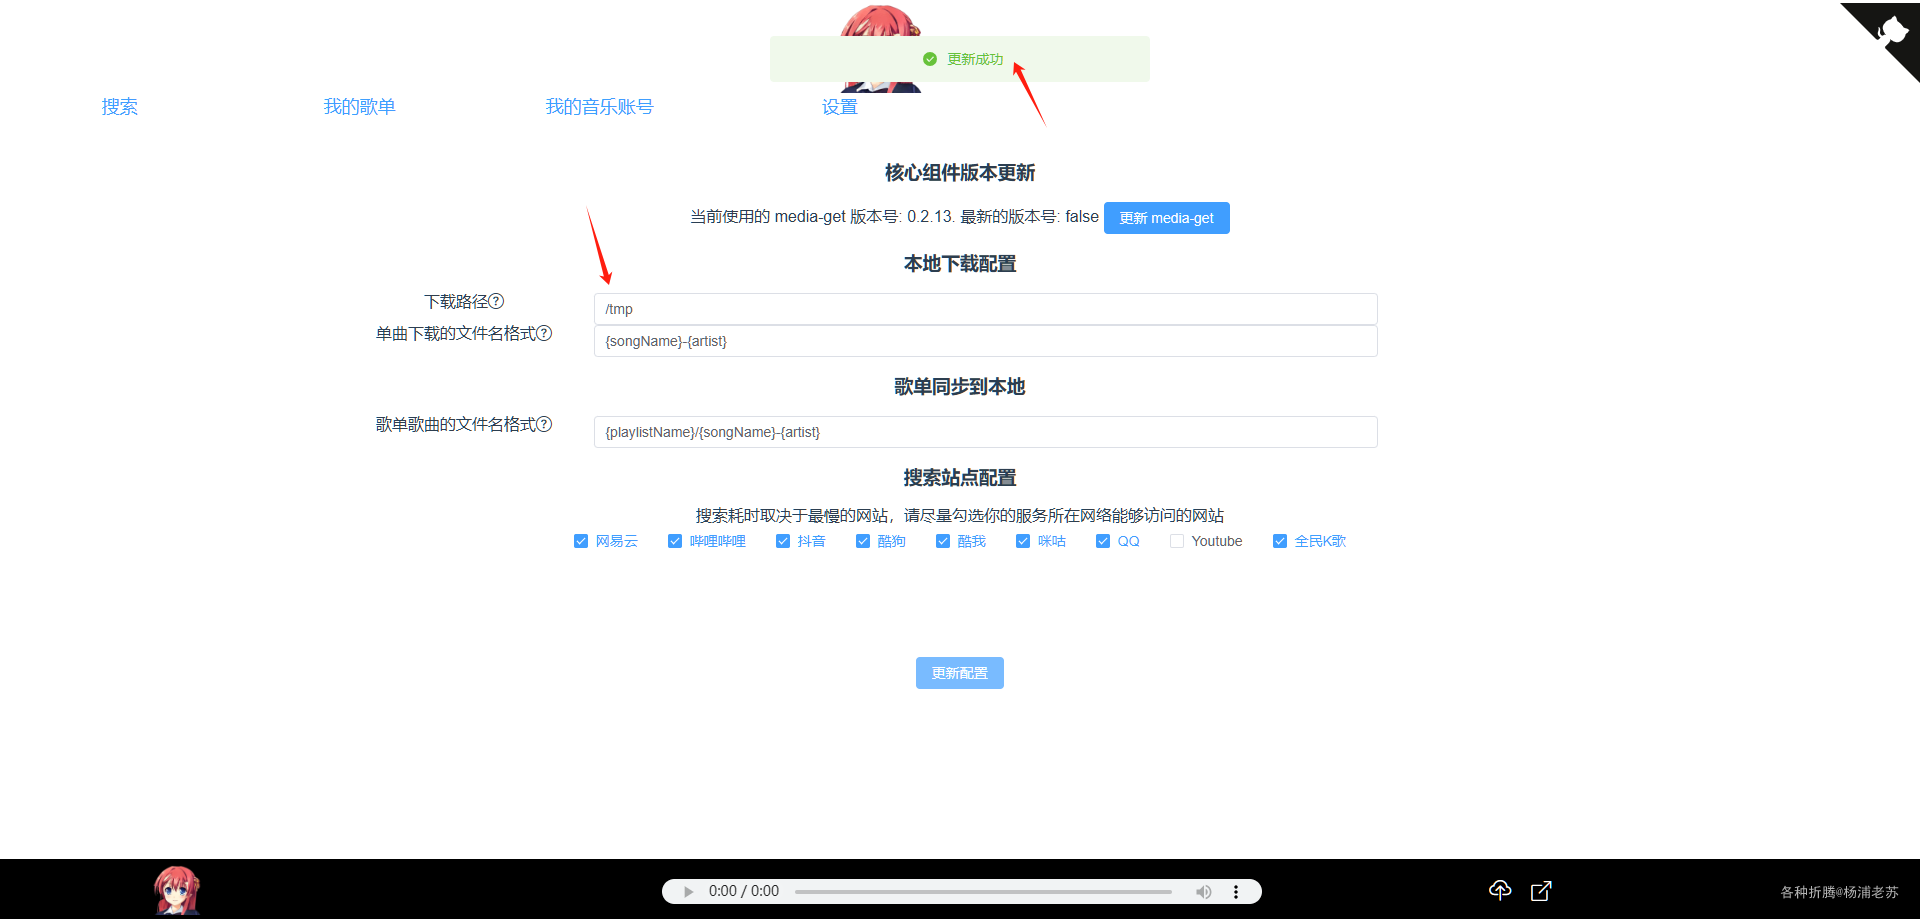 更新成功
搜索 我的歌单 我的音乐账号 设置
核心组件版本更新
当前使用的 media-get 版本号: 0.2.13. 最新的版本号: false 更新 media-get
本地下载配置
下载路径? /tmp
单曲下载的文件名格式? {songName}-{artist}
歌单同步到本地
歌单歌曲的文件名格式? {playlistName}/{songName}-{artist}
搜索站点配置
搜索耗时取决于最慢的网站，请尽量勾选你的服务所在网络能够访问的网站
网易云 哔哩哔哩 抖音 酷狗 酷我 咪咕 QQ Youtube 全民K歌
更新配置
0:00 / 0:00
各种折腾@杨浦老苏